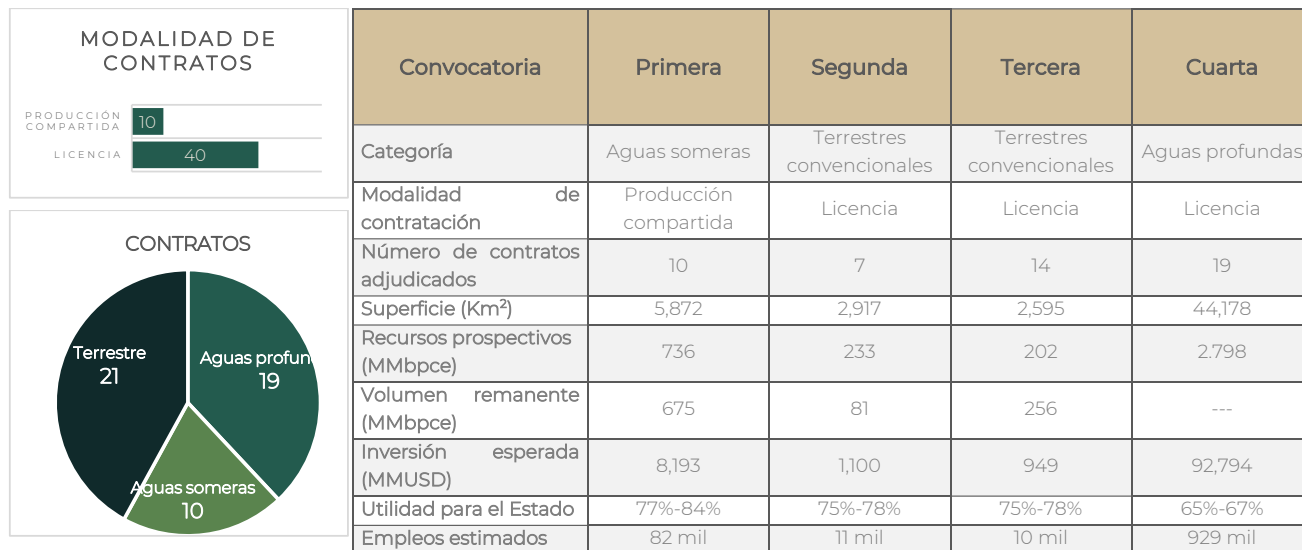 MODALIDAD DE
CONTRATOS
PRODUCCIÓN
COMPARTIDA
10
LICENCIA
40
CONTRATOS
Terrestre
21
Aguas profun
19
Aguas someras
10
Convocatoria Primera Segunda Tercera Cuarta
Categoría Aguas someras Terrestres convencionales Terrestres convencionales Aguas profundas
Modalidad de contratación Producción compartida Licencia Licencia Licencia
Número de contratos adjudicados 10 7 14 19
Superficie (Km²) 5,872 2,917 2,595 44,178
Recursos prospectivos (MMbpce) 736 233 202 2.798
Volumen remanente (MMbpce) 675 81 256 ---
Inversión esperada (MMUSD) 8,193 1,100 949 92,794
Utilidad para el Estado 77%-84% 75%-78% 75%-78% 65%-67%
Empleos estimados 82 mil 11 mil 10 mil 929 mil